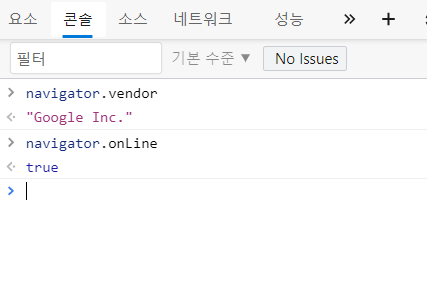 요소 콘솔 소스 네트워크 성능 » +
필터 기본 수준 ▼ No Issues
> navigator.vendor
<· "Google Inc."
> navigator.onLine
<· true
>